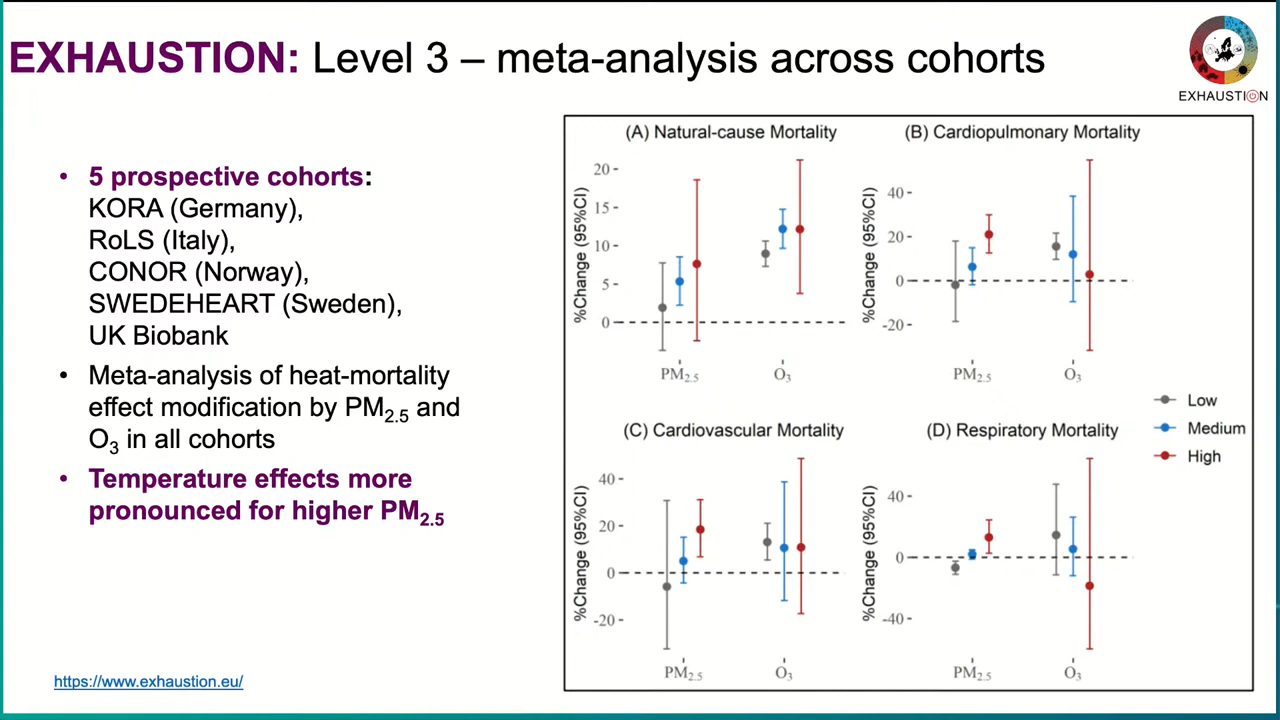 EXHAUSTION: Level 3 – meta-analysis across cohorts
EXHAUSTION
• 5 prospective cohorts:
KORA (Germany),
RoLS (Italy),
CONOR (Norway),
SWEDEHEART (Sweden),
UK Biobank
• Meta-analysis of heat-mortality
effect modification by PM2.5 and
O3 in all cohorts
• Temperature effects more
pronounced for higher PM2.5
https://www.exhaustion.eu/
(A) Natural-cause Mortality
%Change (95%CI)
20
15
10
5
0
PM2.5
O3
(B) Cardiopulmonary Mortality
%Change (95%CI)
40
20
0
-20
PM2.5
O3
(C) Cardiovascular Mortality
%Change (95%CI)
40
20
0
-20
PM2.5
O3
(D) Respiratory Mortality
%Change (95%CI)
40
0
-40
PM2.5
O3
Low
Medium
High